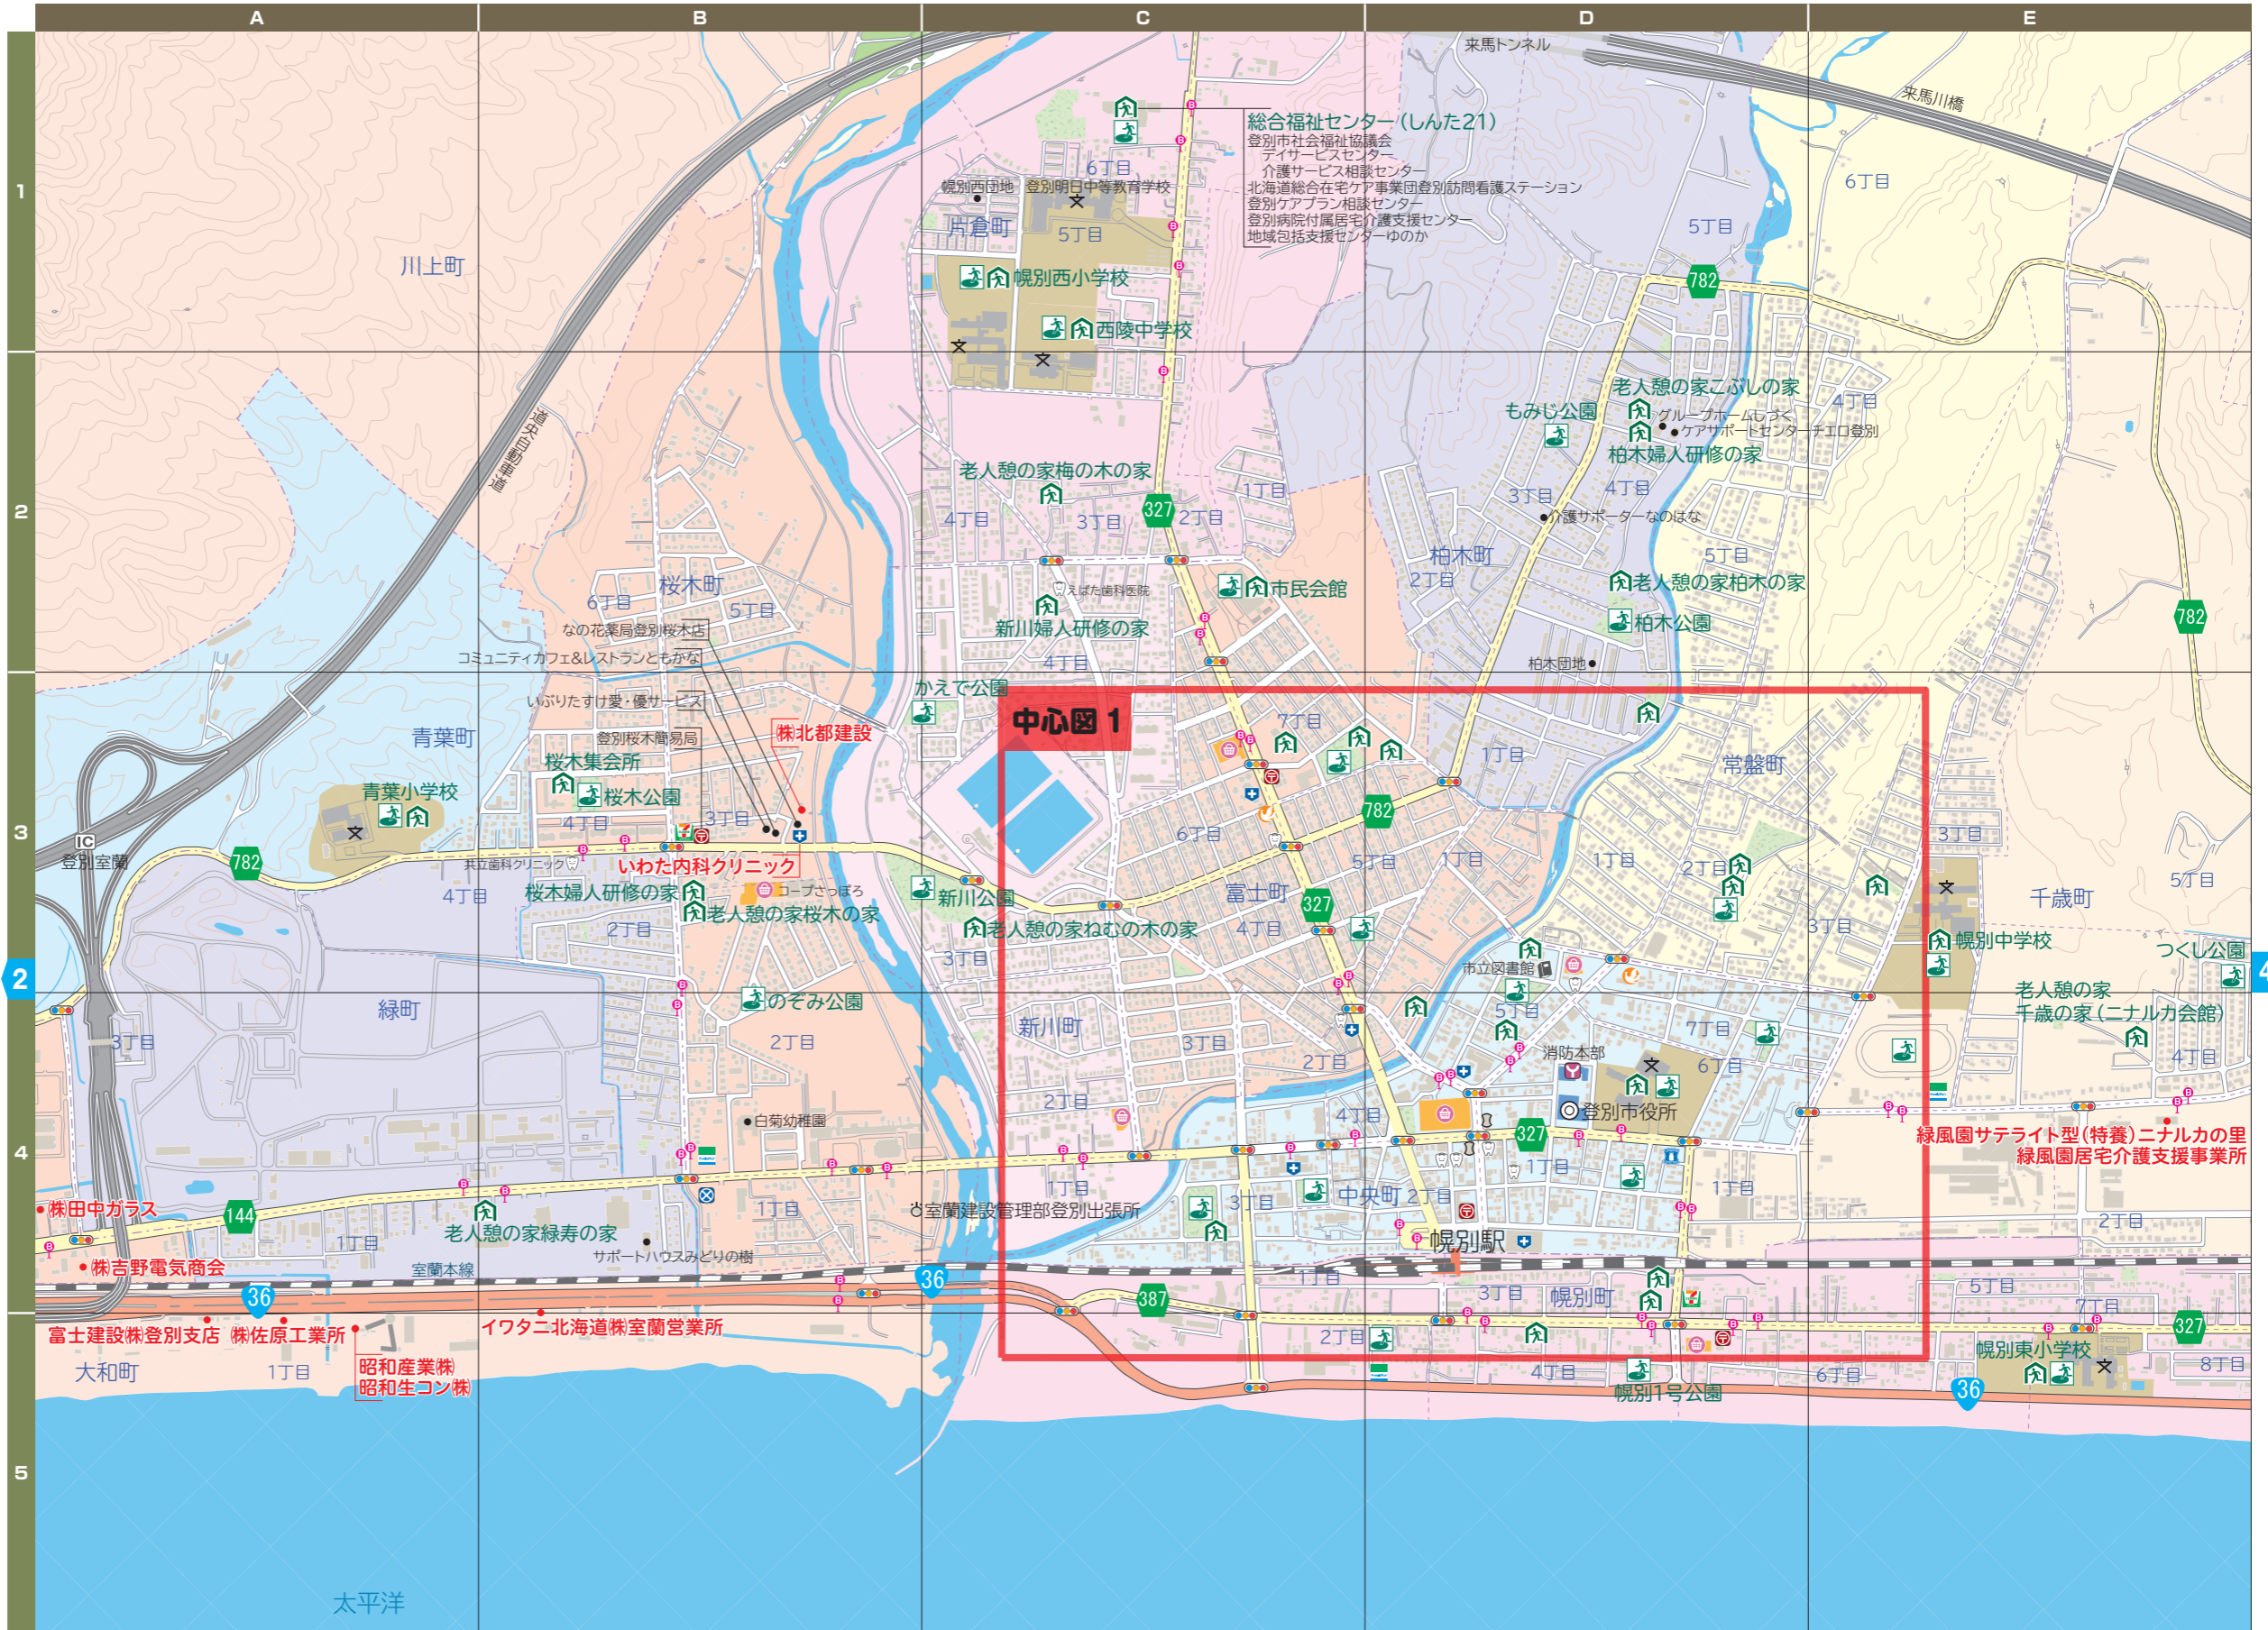 A
B
C
D
E
1
2
3
4
5
2
4
来馬トンネル
来馬川橋
総合福祉センター(しんた21)
登別市社会福祉協議会
デイサービスセンター
介護サービス相談センター
北海道総合在宅ケア事業団登別訪問看護ステーション
登別ケアプラン相談センター
登別病院付属居宅介護支援センター
地域包括支援センターゆのか
6丁目
幌別西団地
登別明日中等教育学校
片倉町
5丁目
6丁目
5丁目
川上町
幌別西小学校
782
西陵中学校
道央自動車道
老人憩の家こぶしの家
もみじ公園
グループホームしづく
ケアサポートセンターチエロ登別
4丁目
柏木婦人研修の家
老人憩の家梅の木の家
1丁目
4丁目
3丁目
327
2丁目
3丁目
4丁目
介護サポーターなのはな
柏木町
2丁目
5丁目
桜木町
6丁目
5丁目
えばた歯科医院
市民会館
老人憩の家柏木の家
新川婦人研修の家
柏木公園
782
なの花薬局登別桜木店
コミュニティカフェ&レストランともかな
4丁目
柏木団地
かえで公園
いぶりたすけ愛・優サービス
中心図 1
7丁目
青葉町
登別桜木簡易局
㈱北都建設
桜木集会所
桜木公園
1丁目
常盤町
青葉小学校
4丁目
3丁目
782
6丁目
3丁目
IC
登別室蘭
782
共立歯科クリニック
いわた内科クリニック
5丁目
1丁目
1丁目
2丁目
5丁目
4丁目
桜木婦人研修の家
コープさっぽろ
新川公園
富士町
327
千歳町
老人憩の家桜木の家
2丁目
老人憩の家ねむの木の家
4丁目
3丁目
幌別中学校
3丁目
市立図書館
つくし公園
緑町
のぞみ公園
新川町
5丁目
老人憩の家
千歳の家(ニナルカ会館)
3丁目
2丁目
3丁目
2丁目
消防本部
7丁目
6丁目
4丁目
2丁目
4丁目
白菊幼稚園
登別市役所
327
緑風園サテライト型(特養)ニナルカの里
緑風園居宅介護支援事業所
1丁目
1丁目
1丁目
1丁目
㈱田中ガラス
144
老人憩の家緑寿の家
室蘭建設管理部登別出張所
3丁目
中央町
2丁目
2丁目
1丁目
サポートハウスみどりの樹
幌別駅
㈱吉野電気商会
室蘭本線
36
36
387
1丁目
3丁目
幌別町
5丁目
7丁目
富士建設㈱登別支店
㈱佐原工業所
イワタニ北海道㈱室蘭営業所
2丁目
327
幌別東小学校
大和町
1丁目
昭和産業㈱
昭和生コン㈱
4丁目
6丁目
8丁目
幌別1号公園
36
太平洋